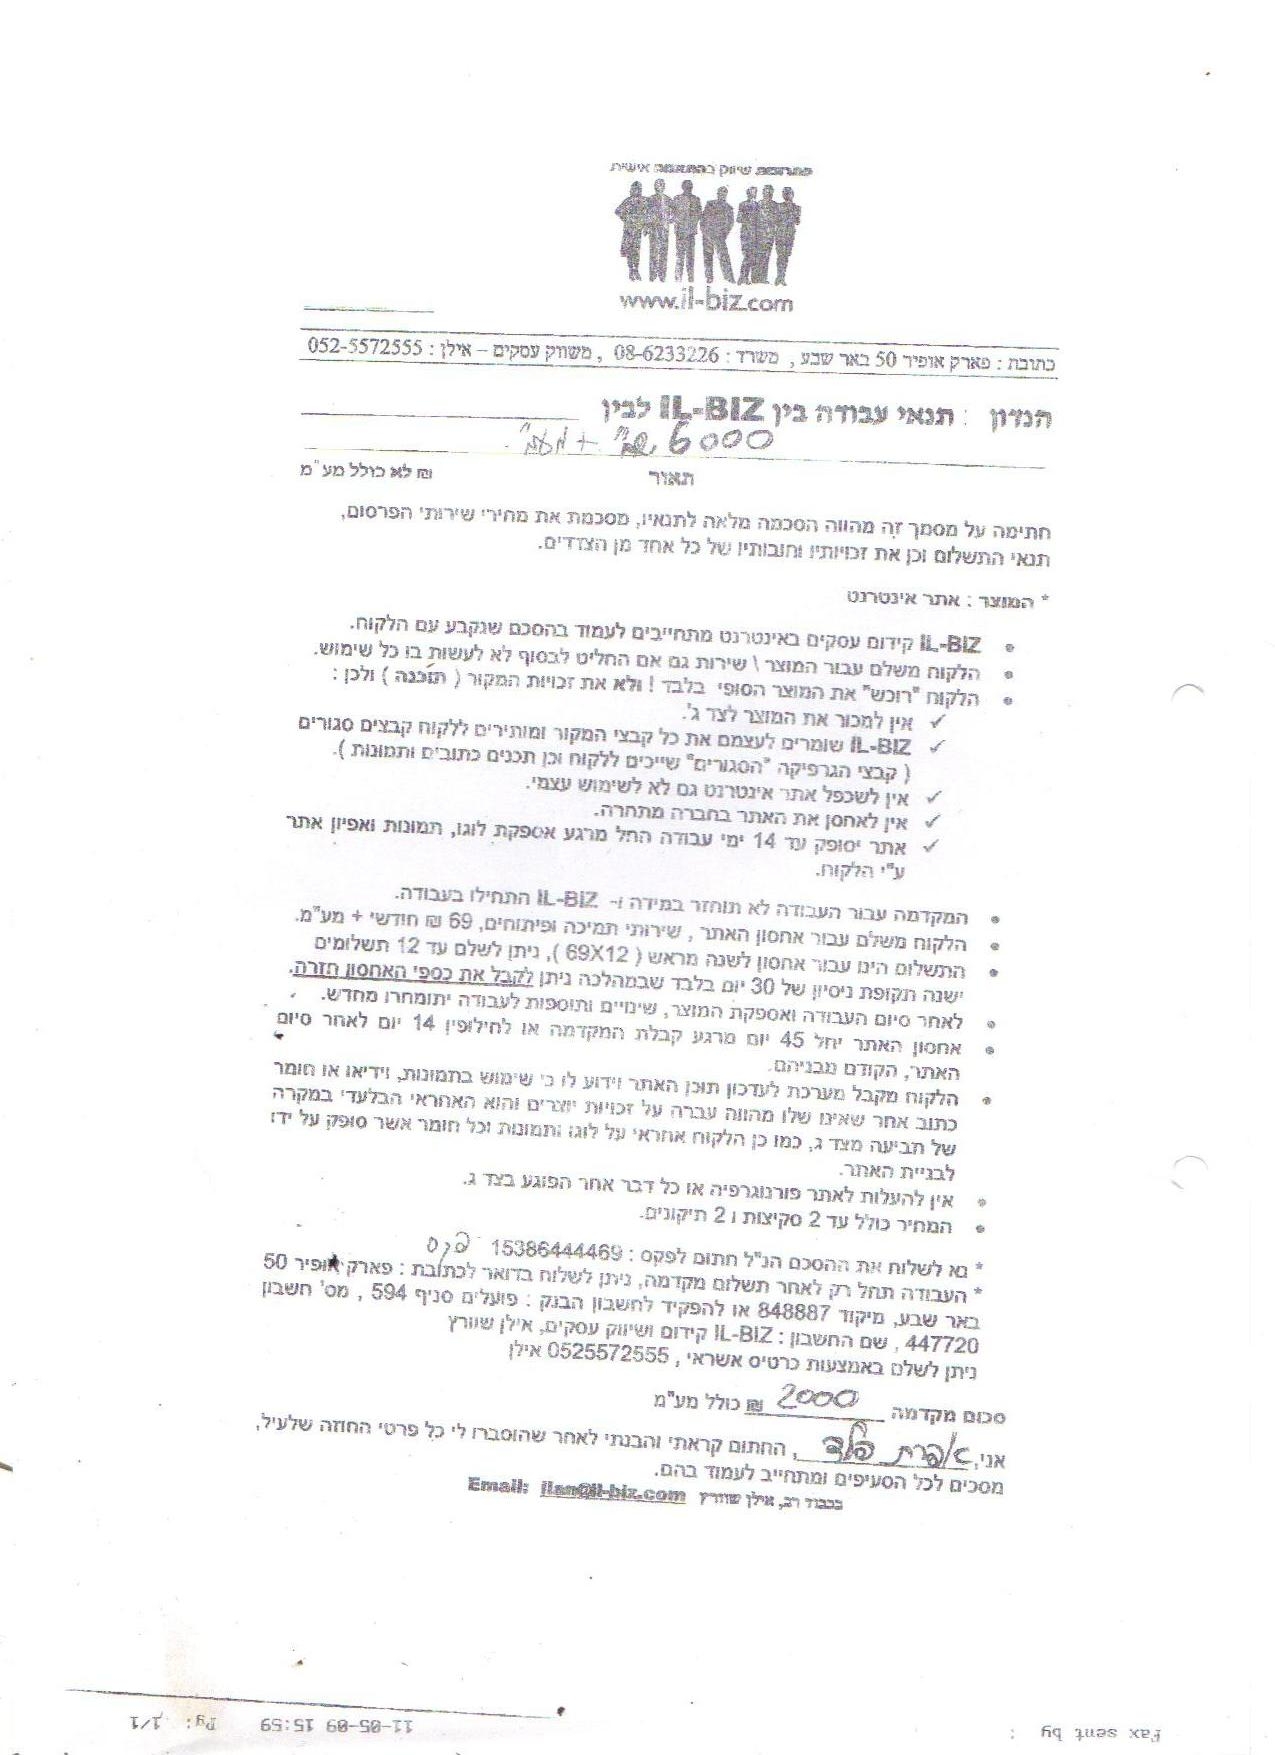 פתרונות שיווק בהתאמה אישית
www.il-biz.com
כתובת : פארק אופיר 50 באר שבע , משרד : 08-6233226 , משווק עסקים – אילן : 052-5572555
הנדון : תנאי עבודה בין IL-BIZ לבין
6000 ש"ח + מע"מ.
תאור ₪ לא כולל מע"מ
חתימה על מסמך זה מהווה הסכמה מלאה לתנאיו, מסכמת את מחירי שירותי הפרסום,
תנאי התשלום וכן את זכויותיו וחובותיו של כל אחד מן הצדדים.
* המוצר : אתר אינטרנט
• IL-BIZ קידום עסקים באינטרנט מתחייבים לעמוד בהסכם שנקבע עם הלקוח.
• הלקוח משלם עבור המוצר \ שירות גם אם החליט לבסוף לא לעשות בו כל שימוש.
• הלקוח "רוכש" את המוצר הסופי בלבד ! ולא את זכויות המקור ( תוכנה ) ולכן :
✓ אין למכור את המוצר לצד ג'.
✓ IL-BIZ שומרים לעצמם את כל קבצי המקור ומותירים ללקוח קבצים סגורים
( קבצי הגרפיקה "הסגורים" שייכים ללקוח וכן תכנים כתובים ותמונות ).
✓ אין לשכפל אתר אינטרנט גם לא לשימוש עצמי.
✓ אין לאחסן את האתר בחברה מתחרה.
✓ אתר יסופק עד 14 ימי עבודה החל מרגע אספקת לוגו, תמונות ואפיון אתר
ע"י הלקוח.
• המקדמה עבור העבודה לא תוחזר במידה ו- IL-BIZ התחילו בעבודה.
• הלקוח משלם עבור אחסון האתר , שירותי תמיכה ופיתוחים, 69 ₪ חודשי + מע"מ.
• התשלום הינו עבור אחסון לשנה מראש ( 69X12 ), ניתן לשלם עד 12 תשלומים
ישנה תקופת ניסיון של 30 יום בלבד שבמהלכה ניתן לקבל את כספי האחסון חזרה.
• לאחר סיום העבודה ואספקת המוצר, שינויים ותוספות לעבודה יתומחרו מחדש.
• אחסון האתר יחל 45 יום מרגע קבלת המקדמה או לחילופין 14 יום לאחר סיום
האתר, הקודם מבניהם.
• הלקוח מקבל מערכת לעדכון תוכן האתר וידוע לו כי שימוש בתמונות, וידיאו או חומר
כתוב אחר שאינו שלו מהווה עברה על זכויות יוצרים והוא האחראי הבלעדי במקרה
של תביעה מצד ג, כמו כן הלקוח אחראי על לוגו ותמונות וכל חומר אשר סופק על ידו
לבניית האתר.
• אין להעלות לאתר פורנוגרפיה או כל דבר אחר הפוגע בצד ג.
• המחיר כולל עד 2 סקיצות ו 2 תיקונים.
* נא לשלוח את ההסכם הנ"ל חתום לפקס : 15386444469 פקס
* העבודה תחל רק לאחר תשלום מקדמה, ניתן לשלוח בדואר לכתובת : פארק אופיר 50
באר שבע, מיקוד 848887 או להפקיד לחשבון הבנק : פועלים סניף 594 , מס' חשבון
447720 , שם החשבון : IL-BIZ קידום ושיווק עסקים, אילן שוורץ
ניתן לשלם באמצעות כרטיס אשראי , 0525572555 אילן
סכום מקדמה 2000 ₪ כולל מע"מ
אני, אפרת פלד, החתום קראתי והבנתי לאחר שהוסברו לי כל פרטי החוזה שלעיל,
מסכים לכל הסעיפים ומתחייב לעמוד בהם.
בכבוד רב, אילן שוורץ Email: ilan@il-biz.com
Fax sent by : 11-05-09 15:59 Pg: 1/1